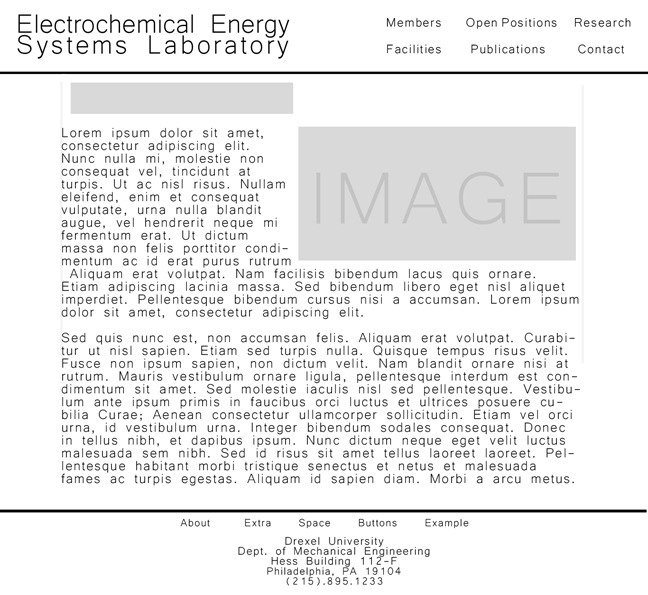 Electrochemical Energy
Systems Laboratory
Members Open Positions Research
Facilities Publications Contact
Lorem ipsum dolor sit amet,
consectetur adipiscing elit.
Nunc nulla mi, molestie non
consequat vel, tincidunt at
turpis. Ut ac nisl risus. Nullam
eleifend, enim et consequat
vulputate, urna nulla blandit
augue, vel hendrerit neque mi
fermentum erat. Ut dictum
massa non felis porttitor condi-
mentum ac id erat purus rutrum
IMAGE
Aliquam erat volutpat. Nam facilisis bibendum lacus quis ornare.
Etiam adipiscing lacinia massa. Sed bibendum libero eget nisl aliquet
imperdiet. Pellentesque bibendum cursus nisi a accumsan. Lorem ipsum
dolor sit amet, consectetur adipiscing elit.
Sed quis nunc est, non accumsan felis. Aliquam erat volutpat. Curabi-
tur ut nisl sapien. Etiam sed turpis nulla. Quisque tempus risus velit.
Fusce non ipsum sapien, non dictum velit. Nam blandit ornare nisi at
rutrum. Mauris vestibulum ornare ligula, pellentesque interdum est con-
dimentum sit amet. Sed molestie iaculis nisl sed pellentesque. Vestibu-
lum ante ipsum primis in faucibus orci luctus et ultrices posuere cu-
bilia Curae; Aenean consectetur ullamcorper sollicitudin. Etiam vel orci
urna, id vestibulum urna. Integer bibendum sodales consequat. Donec
in tellus nibh, et dapibus ipsum. Nunc dictum neque eget velit luctus
malesuada sem nibh. Sed id risus sit amet tellus laoreet laoreet. Pel-
lentesque habitant morbi tristique senectus et netus et malesuada
fames ac turpis egestas. Aliquam id sapien diam. Morbi a arcu metus.
About Extra Space Buttons Example
Drexel University
Dept. of Mechanical Engineering
Hess Building 112-F
Philadelphia, PA 19104
(215).895.1233